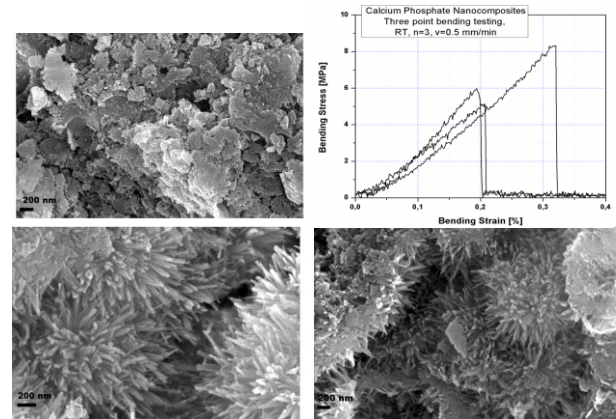 200 nm
Calcium Phosphate Nanocomposites
Three point bending testing,
RT, n=3, v=0.5 mm/min
Bending Stress [MPa]
10
8
6
4
2
0
0,0
0,1
0,2
0,3
0,4
Bending Strain [%]
200 nm
200 nm